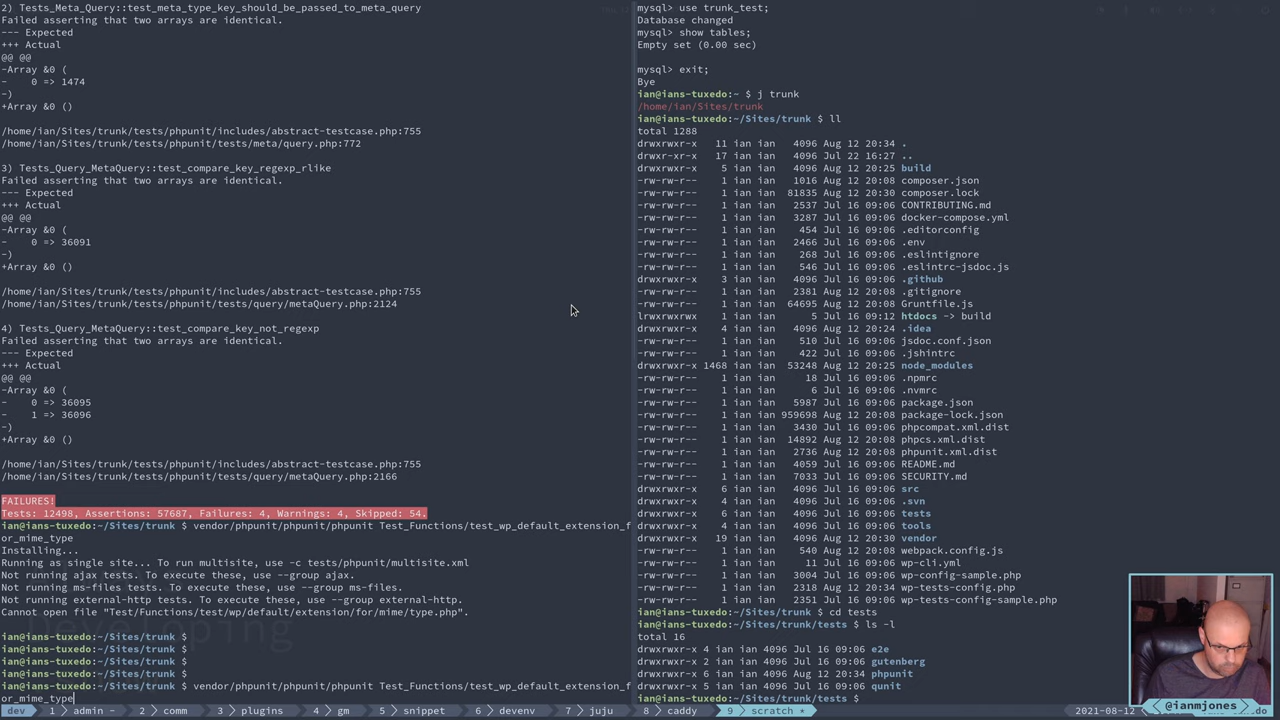 2) Tests_Meta_Query::test_meta_type_key_should_be_passed_to_meta_query
Failed asserting that two arrays are identical.
--- Expected
+++ Actual
@@ @@
-Array &0 (
-    0 => 1474
-)
+Array &0 ()
/home/ian/Sites/trunk/tests/phpunit/includes/abstract-testcase.php:755
/home/ian/Sites/trunk/tests/phpunit/tests/meta/query.php:772
3) Tests_Query_MetaQuery::test_compare_key_regexp_rlike
Failed asserting that two arrays are identical.
--- Expected
+++ Actual
@@ @@
-Array &0 (
-    0 => 36091
-)
+Array &0 ()
/home/ian/Sites/trunk/tests/phpunit/includes/abstract-testcase.php:755
/home/ian/Sites/trunk/tests/phpunit/tests/query/metaQuery.php:2124
4) Tests_Query_MetaQuery::test_compare_key_not_regexp
Failed asserting that two arrays are identical.
--- Expected
+++ Actual
@@ @@
-Array &0 (
-    0 => 36095
-    1 => 36096
-)
+Array &0 ()
/home/ian/Sites/trunk/tests/phpunit/includes/abstract-testcase.php:755
/home/ian/Sites/trunk/tests/phpunit/tests/query/metaQuery.php:2166
FAILURES!
Tests: 12498, Assertions: 57687, Failures: 4, Warnings: 4, Skipped: 54.
ian@ians-tuxedo:~/Sites/trunk $ vendor/phpunit/phpunit/phpunit Test_Functions/test_wp_default_extension_f
or_mime_type
Installing...
Running as single site... To run multisite, use -c tests/phpunit/multisite.xml
Not running ajax tests. To execute these, use --group ajax.
Not running ms-files tests. To execute these, use --group ms-files.
Not running external-http tests. To execute these, use --group external-http.
Cannot open file "Test/Functions/test/wp/default/extension/for/mime/type.php".
Developing
ian@ians-tuxedo:~/Sites/trunk $
ian@ians-tuxedo:~/Sites/trunk $
ian@ians-tuxedo:~/Sites/trunk $
ian@ians-tuxedo:~/Sites/trunk $
ian@ians-tuxedo:~/Sites/trunk $ vendor/phpunit/phpunit/phpunit Test_Functions/test_wp_default_extension_f
or_mime_type
mysql> use trunk_test;
Database changed
mysql> show tables;
Empty set (0.00 sec)
mysql> exit;
Bye
ian@ians-tuxedo:~ $ j trunk
/home/ian/Sites/trunk
ian@ians-tuxedo:~/Sites/trunk $ ll
total 1288
drwxrwxr-x   11 ian ian   4096 Aug 12 20:34 .
drwxrwxr-x   17 ian ian   4096 Jul 22 16:27 ..
drwxrwxr-x    5 ian ian   4096 Aug 12 20:25 build
-rw-rw-r--    1 ian ian   1016 Aug 12 20:08 composer.json
-rw-rw-r--    1 ian ian  81835 Aug 12 20:30 composer.lock
-rw-rw-r--    1 ian ian   2537 Jul 16 09:06 CONTRIBUTING.md
-rw-rw-r--    1 ian ian   3287 Jul 16 09:06 docker-compose.yml
-rw-rw-r--    1 ian ian    454 Jul 16 09:06 .editorconfig
-rw-rw-r--    1 ian ian   2466 Jul 16 09:06 .env
-rw-rw-r--    1 ian ian    268 Jul 16 09:06 .eslintignore
-rw-rw-r--    1 ian ian    546 Jul 16 09:06 .eslintrc-jsdoc.js
drwxrwxr-x    3 ian ian   4096 Jul 16 09:06 .github
-rw-rw-r--    1 ian ian   2381 Aug 12 20:08 .gitignore
-rw-rw-r--    1 ian ian  64695 Aug 12 20:08 Gruntfile.js
lrwxrwxrwx    1 ian ian      5 Jul 16 09:12 htdocs -> build
drwxrwxr-x    4 ian ian   4096 Aug 12 20:24 .idea
-rw-rw-r--    1 ian ian    510 Jul 16 09:06 jsdoc.conf.json
-rw-rw-r--    1 ian ian    422 Jul 16 09:06 .jshintrc
drwxrwxr-x 1468 ian ian  53248 Aug 12 20:25 node_modules
-rw-rw-r--    1 ian ian     18 Jul 16 09:06 .npmrc
-rw-rw-r--    1 ian ian      6 Jul 16 09:06 .nvmrc
-rw-rw-r--    1 ian ian   5987 Jul 16 09:06 package.json
-rw-rw-r--    1 ian ian 959698 Aug 12 20:08 package-lock.json
-rw-rw-r--    1 ian ian   3430 Jul 16 09:06 phpcompat.xml.dist
-rw-rw-r--    1 ian ian  14892 Aug 12 20:08 phpcs.xml.dist
-rw-rw-r--    1 ian ian   2736 Aug 12 20:08 phpunit.xml.dist
-rw-rw-r--    1 ian ian   4059 Jul 16 09:06 README.md
-rw-rw-r--    1 ian ian   7033 Jul 16 09:06 SECURITY.md
drwxrwxr-x    6 ian ian   4096 Jul 16 09:06 src
drwxrwxr-x    4 ian ian   4096 Aug 12 20:08 .svn
drwxrwxr-x    6 ian ian   4096 Jul 16 09:06 tests
drwxrwxr-x    4 ian ian   4096 Jul 16 09:06 tools
drwxrwxr-x   19 ian ian   4096 Aug 12 20:30 vendor
-rw-rw-r--    1 ian ian    540 Jul 16 09:06 webpack.config.js
-rw-rw-r--    1 ian ian     11 Jul 16 09:06 wp-cli.yml
-rw-rw-r--    1 ian ian   3004 Jul 16 09:06 wp-config-sample.php
-rw-rw-r--    1 ian ian   2318 Aug 12 20:34 wp-tests-config.php
-rw-rw-r--    1 ian ian   2351 Jul 16 09:06 wp-tests-config-sample.php
ian@ians-tuxedo:~/Sites/trunk $ cd tests
ian@ians-tuxedo:~/Sites/trunk/tests $ ls -l
total 16
drwxrwxr-x 4 ian ian 4096 Jul 16 09:06 e2e
drwxrwxr-x 2 ian ian 4096 Jul 16 09:06 gutenberg
drwxrwxr-x 6 ian ian 4096 Aug 12 20:34 phpunit
drwxrwxr-x 5 ian ian 4096 Jul 16 09:06 qunit
ian@ians-tuxedo:~/Sites/trunk/tests $
dev 1 admin - 2 comm 3 plugins 4 gm 5 snippet 6 devenv 7 juju 8 caddy 9 scratch * 2021-08-12
< @ianmjones >